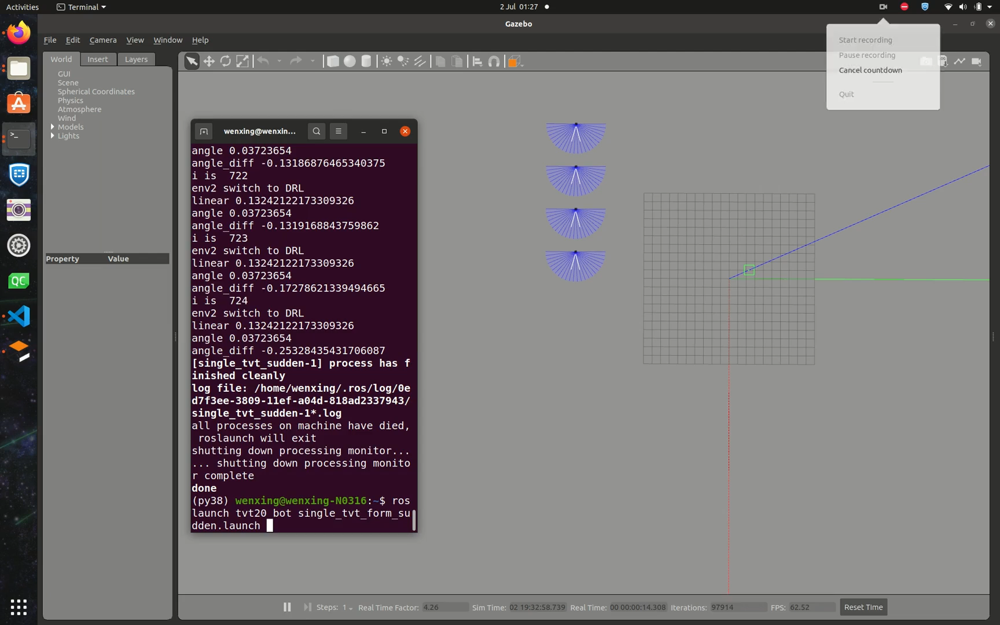 Activities
Terminal
2 Jul 01:27
Gazebo
Start recording
Pause recording
Cancel countdown
Quit
File Edit Camera View Window Help
World Insert Layers
GUI
Scene
Spherical Coordinates
Physics
Atmosphere
Wind
Models
Lights
Property Value
QC
wenxing@wenxin...
angle 0.03723654
angle_diff -0.13186876465340375
i is  722
env2 switch to DRL
linear 0.13242122173309326
angle 0.03723654
angle_diff -0.1319168843759862
i is  723
env2 switch to DRL
linear 0.13242122173309326
angle 0.03723654
angle_diff -0.17278621339494665
i is  724
env2 switch to DRL
linear 0.13242122173309326
angle 0.03723654
angle_diff -0.25328435431706087
[single_tvt_sudden-1] process has f
inished cleanly
log file: /home/wenxing/.ros/log/0e
d7f3ee-3809-11ef-a04d-818ad2337943/
single_tvt_sudden-1*.log
all processes on machine have died,
 roslaunch will exit
shutting down processing monitor...
... shutting down processing monito
r complete
done
(py38) wenxing@wenxing-N0316:~$ ros
launch tvt20_bot single_tvt_form_su
dden.launch
Steps: 1 Real Time Factor: 4.26 Sim Time: 02 19:32:58.739 Real Time: 00 00:00:14.308 Iterations: 97914 FPS: 62.52 Reset Time